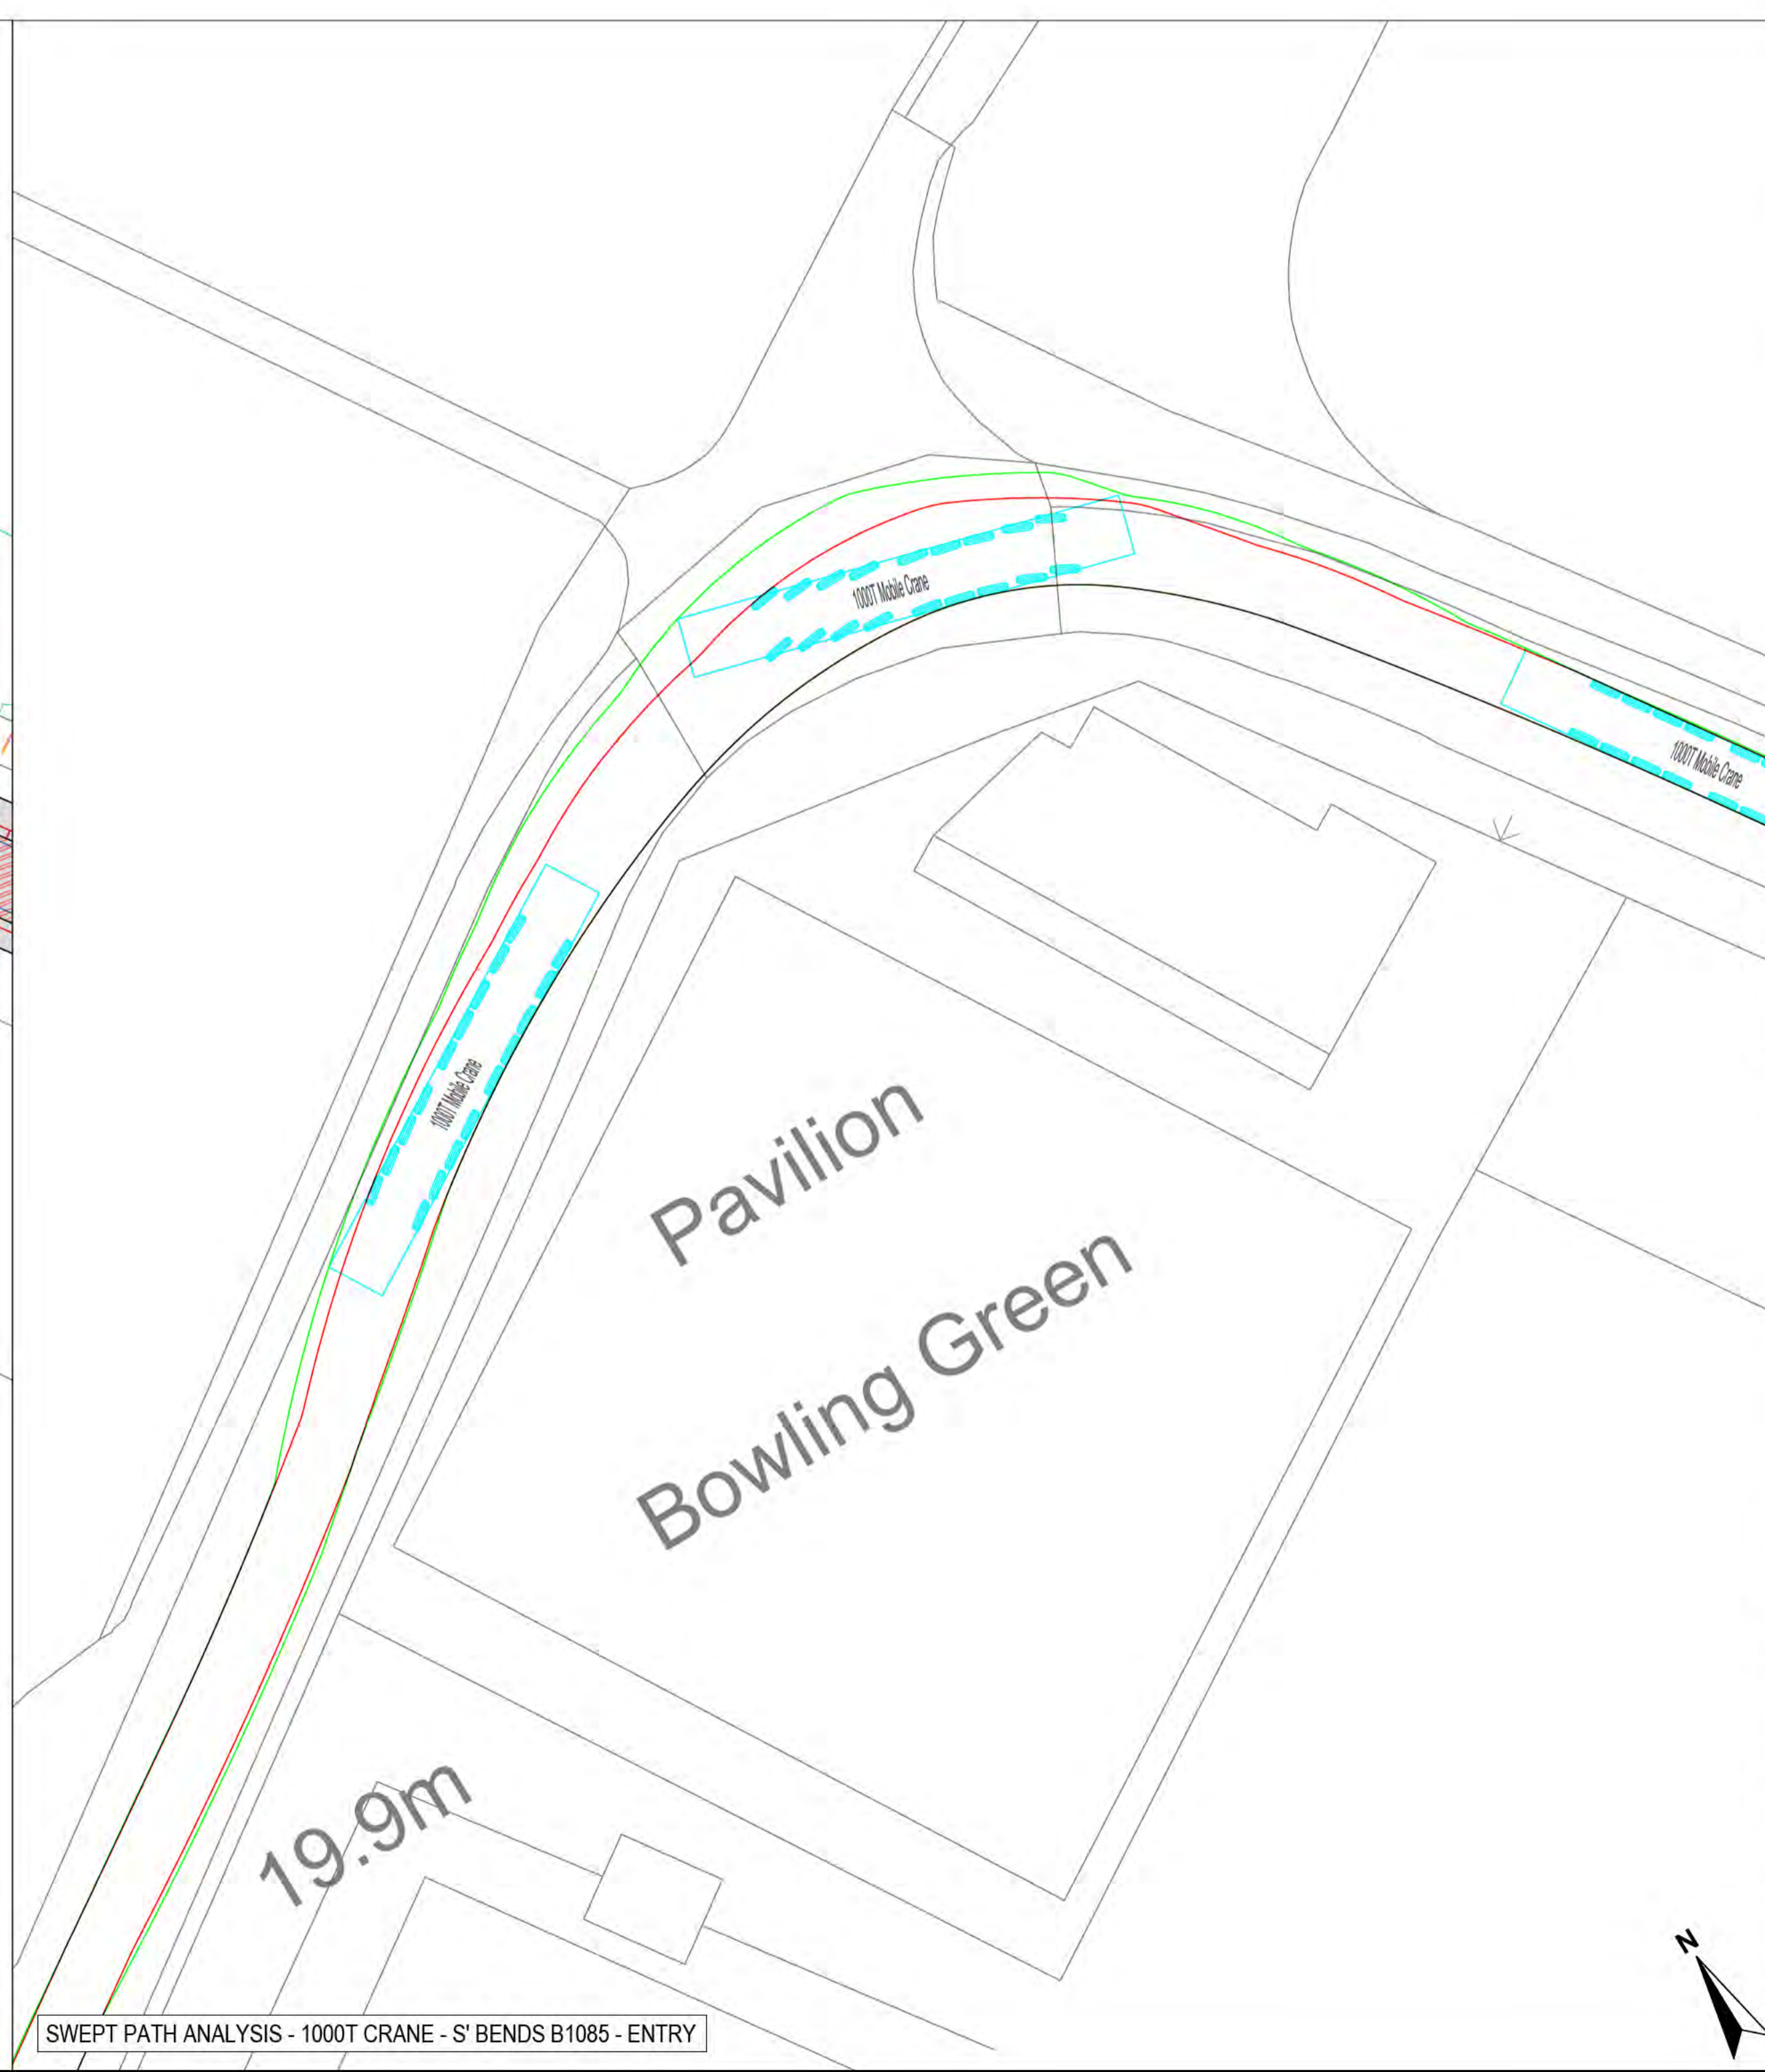 1000T Mobile Crane
1000T Mobile Crane
1000T Mobile Crane
Pavilion
Bowling Green
19.9m
N
SWEPT PATH ANALYSIS - 1000T CRANE - S' BENDS B1085 - ENTRY